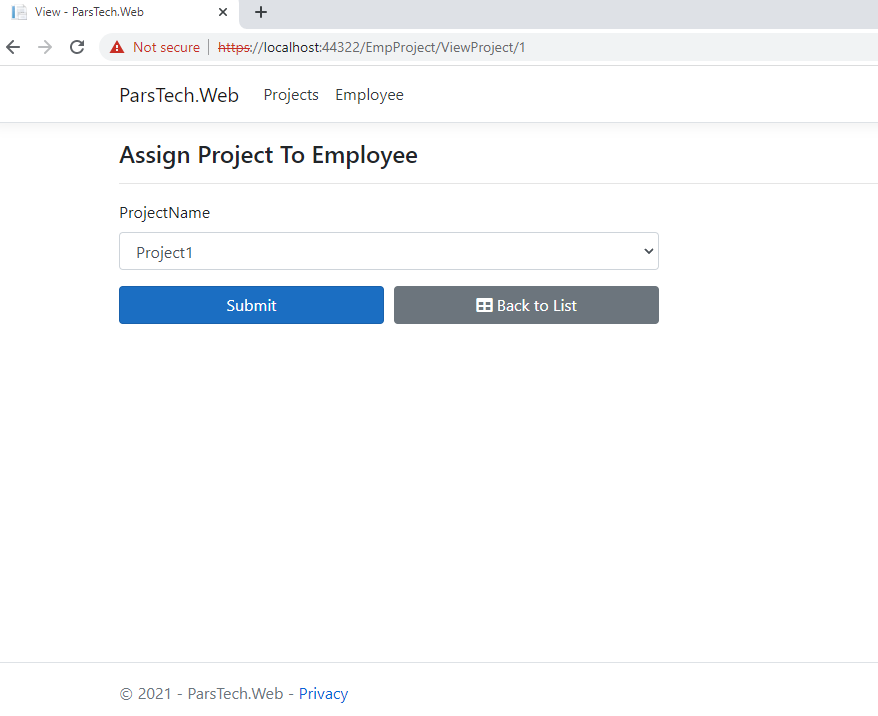 View - ParsTech.Web
Not secure https://localhost:44322/EmpProject/ViewProject/1
ParsTech.Web Projects Employee
Assign Project To Employee
ProjectName
Project1
Submit Back to List
© 2021 - ParsTech.Web - Privacy